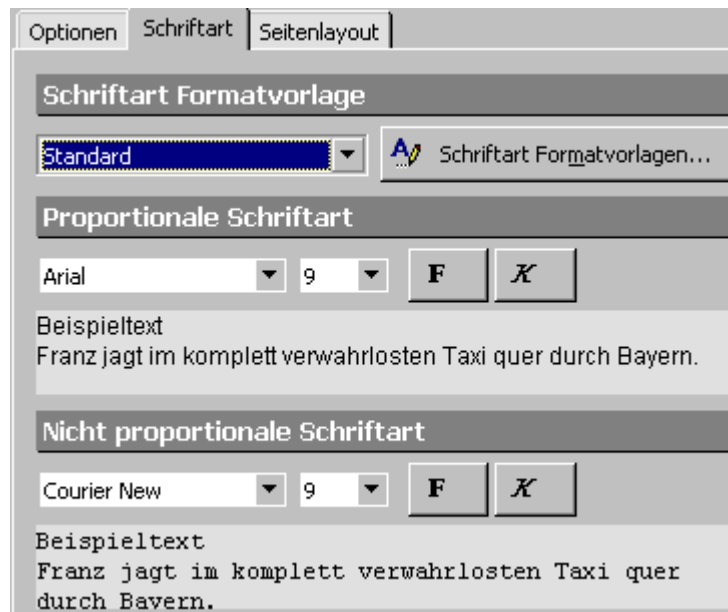 Optionen Schriftart Seitenlayout
Schriftart Formatvorlage
Standard Schriftart Formatvorlagen...
Proportionale Schriftart
Arial 9 F K
Beispieltext
Franz jagt im komplett verwahrlosten Taxi quer durch Bayern.
Nicht proportionale Schriftart
Courier New 9 F K
Beispieltext
Franz jagt im komplett verwahrlosten Taxi quer
durch Bayern.